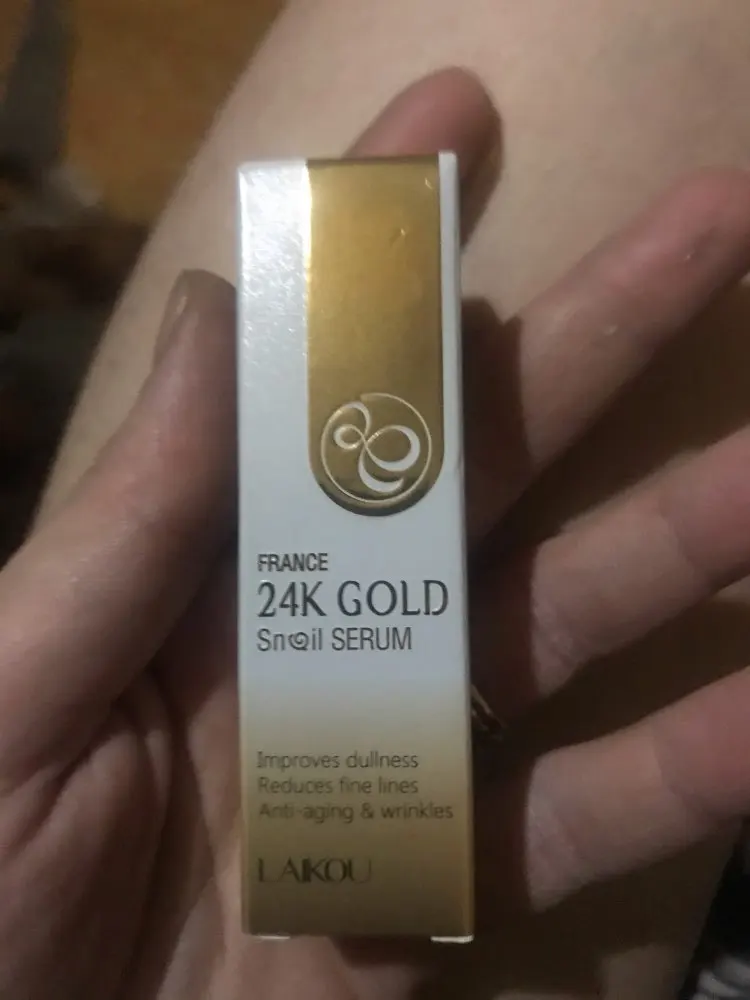 FRANCE
24K GOLD
Snail SERUM
Improves dullness
Reduces fine lines
Anti-aging & wrinkles
LAIKOU